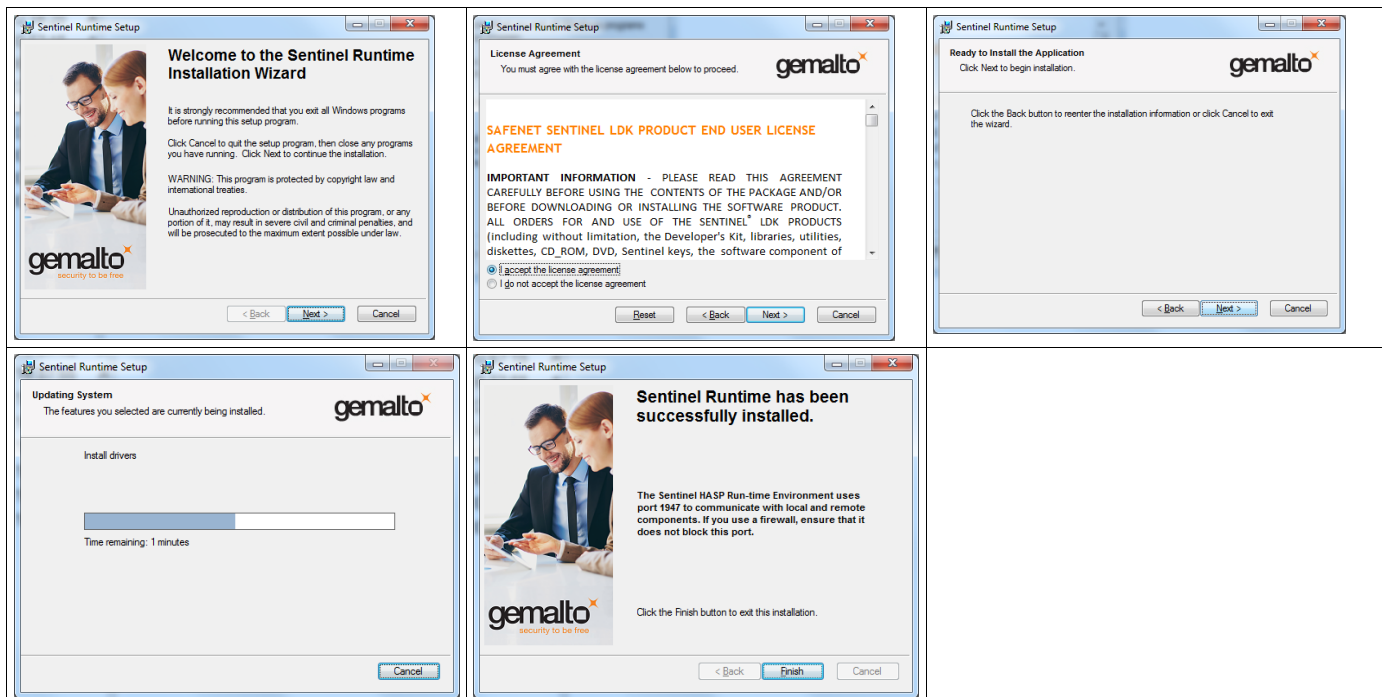 Sentinel Runtime Setup
Welcome to the Sentinel Runtime
Installation Wizard
It is strongly recommended that you exit all Windows programs
before running this setup program.
Click Cancel to quit the setup program, then close any programs
you have running. Click Next to continue the installation.
WARNING: This program is protected by copyright law and
international treaties.
Unauthorized reproduction or distribution of this program, or any
portion of it, may result in severe civil and criminal penalties, and
will be prosecuted to the maximum extent possible under law.
gemalto
security to be free
< Back
Next >
Cancel
Sentinel Runtime Setup
License Agreement
You must agree with the license agreement below to proceed.
gemalto
SAFENET SENTINEL LDK PRODUCT END USER LICENSE
AGREEMENT
IMPORTANT INFORMATION - PLEASE READ THIS AGREEMENT
CAREFULLY BEFORE USING THE CONTENTS OF THE PACKAGE AND/OR
BEFORE DOWNLOADING OR INSTALLING THE SOFTWARE PRODUCT.
ALL ORDERS FOR AND USE OF THE SENTINEL® LDK PRODUCTS
(including without limitation, the Developer's Kit, libraries, utilities,
diskettes, CD_ROM, DVD, Sentinel keys, the software component of
I accept the license agreement
I do not accept the license agreement
Reset
< Back
Next >
Cancel
Sentinel Runtime Setup
Ready to Install the Application
Click Next to begin installation.
gemalto
Click the Back button to reenter the installation information or click Cancel to exit
the wizard.
< Back
Next >
Cancel
Sentinel Runtime Setup
Updating System
The features you selected are currently being installed.
gemalto
Install drivers
Time remaining: 1 minutes
Cancel
Sentinel Runtime Setup
Sentinel Runtime has been
successfully installed.
The Sentinel HASP Run-time Environment uses
port 1947 to communicate with local and remote
components. If you use a firewall, ensure that it
does not block this port.
Click the Finish button to exit this installation.
gemalto
security to be free
< Back
Finish
Cancel